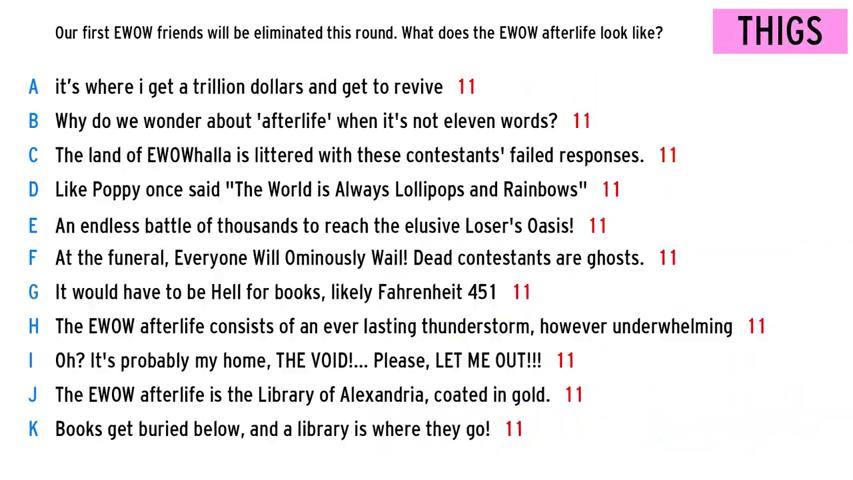 Our first EWOW friends will be eliminated this round. What does the EWOW afterlife look like?
THIGS
A it's where i get a trillion dollars and get to revive 11
B Why do we wonder about 'afterlife' when it's not eleven words? 11
C The land of EWOWhalla is littered with these contestants' failed responses. 11
D Like Poppy once said "The World is Always Lollipops and Rainbows" 11
E An endless battle of thousands to reach the elusive Loser's Oasis! 11
F At the funeral, Everyone Will Ominously Wail! Dead contestants are ghosts. 11
G It would have to be Hell for books, likely Fahrenheit 451 11
H The EWOW afterlife consists of an ever lasting thunderstorm, however underwhelming 11
I Oh? It's probably my home, THE VOID!... Please, LET ME OUT!!! 11
J The EWOW afterlife is the Library of Alexandria, coated in gold. 11
K Books get buried below, and a library is where they go! 11